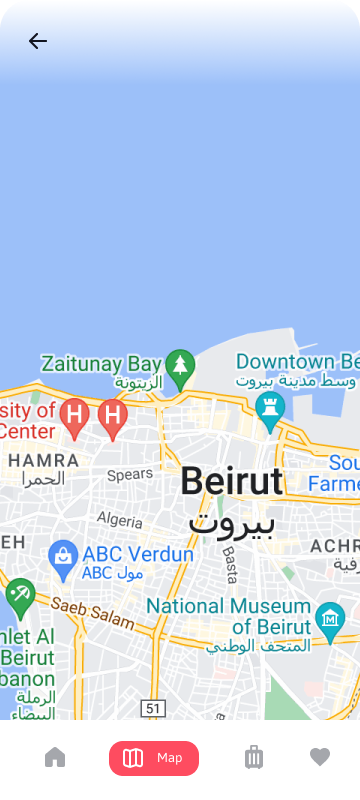 Zaitunay Bay
الزيتونة
Downtown Be
وسط مدينة بيروت
sity of
Center
H
H
HAMRA
الحمرا
Spears
Sou
Farme
Beirut
بيروت
Algeria
EH
ACHR
رفية
ABC Verdun
ABC مول
Basta
Saeb Salam
National Museum
of Beirut
المتحف الوطني
mlet Al
Beirut
banon
الرملة
البيضاء
51
Map